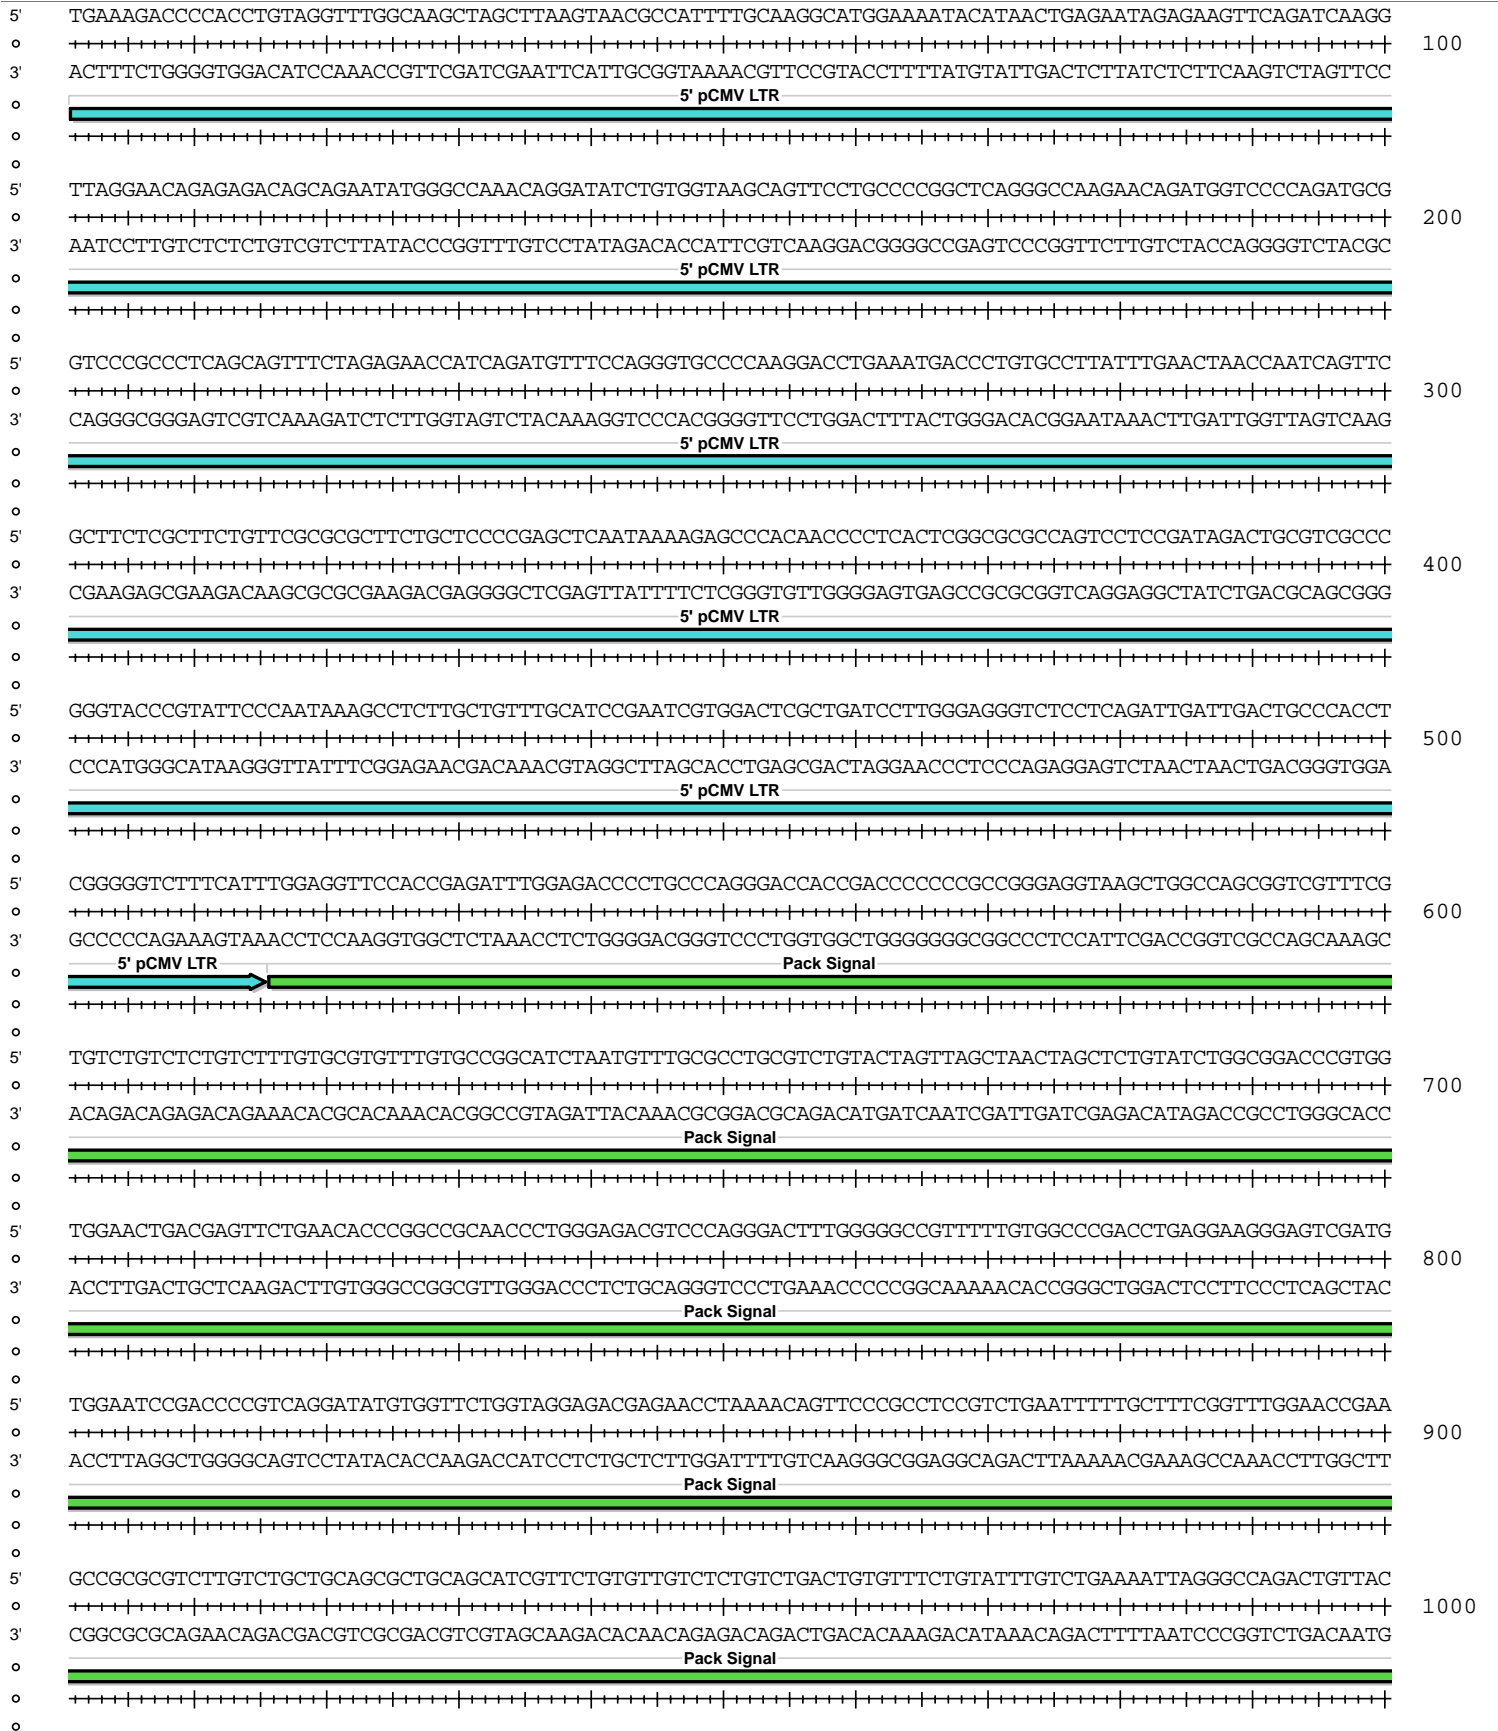 5' TGAAAGACCCCACCTGTAGGTTTGGCAAGCTAGCTTAAGTAACGCCATTTTGCAAGGCATGGAAAATACATAACTGAGAATAGAGAAGTTCAGATCAAGG
100
3' ACTTTCTGGGGTGGACATCCAAACCGTTCGATCGAATTCATTGCGGTAAAACGTTCCGTACCTTTTATGTATTGACTCTTATCTCTTCAAGTCTAGTTCC
5' pCMV LTR
5' TTAGGAACAGAGAGACAGCAGAATATGGGCCAAACAGGATATCTGTGGTAAGCAGTTCCTGCCCCGGCTCAGGGCCAAGAACAGATGGTCCCCAGATGCG
200
3' AATCCTTGTCTCTCTGTCGTCTTATACCCGGTTTGTCCTATAGACACCATTCGTCAAGGACGGGGCCGAGTCCCGGTTCTTGTCTACCAGGGGTCTACGC
5' pCMV LTR
5' GTCCCGCCCTCAGCAGTTTCTAGAGAACCATCAGATGTTTCCAGGGTGCCCCAAGGACCTGAAATGACCCTGTGCCTTATTTGAACTAACCAATCAGTTC
300
3' CAGGGCGGGAGTCGTCAAAGATCTCTTGGTAGTCTACAAAGGTCCCACGGGGTTCCTGGACTTTACTGGGACACGGAATAAACTTGATTGGTTAGTCAAG
5' pCMV LTR
5' GCTTCTCGCTTCTGTTCGCGCGCTTCTGCTCCCCGAGCTCAATAAAAGAGCCCACAACCCCTCACTCGGCGCGCCAGTCCTCCGATAGACTGCGTCGCCC
400
3' CGAAGAGCGAAGACAAGCGCGCGAAGACGAGGGGCTCGAGTTATTTTCTCGGGTGTTGGGGAGTGAGCCGCGCGGTCAGGAGGCTATCTGACGCAGCGGG
5' pCMV LTR
5' GGGTACCCGTATTCCCAATAAAGCCTCTTGCTGTTTGCATCCGAATCGTGGACTCGCTGATCCTTGGGAGGGTCTCCTCAGATTGATTGACTGCCCACCT
500
3' CCCATGGGCATAAGGGTTATTTCGGAGAACGACAAACGTAGGCTTAGCACCTGAGCGACTAGGAACCCTCCCAGAGGAGTCTAACTAACTGACGGGTGGA
5' pCMV LTR
5' CGGGGGTCTTTCATTTGGAGGTTCCACCGAGATTTGGAGACCCCTGCCCAGGGACCACCGACCCCCCCGCCGGGAGGTAAGCTGGCCAGCGGTCGTTTCG
600
3' GCCCCCAGAAAGTAAACCTCCAAGGTGGCTCTAAACCTCTGGGGACGGGTCCCTGGTGGCTGGGGGGGCGGCCCTCCATTCGACCGGTCGCCAGCAAAGC
5' pCMV LTR Pack Signal
5' TGTCTGTCTCTGTCTTTGTGCGTGTTTGTGCCGGCATCTAATGTTTGCGCCTGCGTCTGTACTAGTTAGCTAACTAGCTCTGTATCTGGCGGACCCGTGG
700
3' ACAGACAGAGACAGAAACACGCACAAACACGGCCGTAGATTACAAACGCGGACGCAGACATGATCAATCGATTGATCGAGACATAGACCGCCTGGGCACC
Pack Signal
5' TGGAACTGACGAGTTCTGAACACCCGGCCGCAACCCTGGGAGACGTCCCAGGGACTTTGGGGGCCGTTTTTGTGGCCCGACCTGAGGAAGGGAGTCGATG
800
3' ACCTTGACTGCTCAAGACTTGTGGGCCGGCGTTGGGACCCTCTGCAGGGTCCCTGAAACCCCCGGCAAAAACACCGGGCTGGACTCCTTCCCTCAGCTAC
Pack Signal
5' TGGAATCCGACCCCGTCAGGATATGTGGTTCTGGTAGGAGACGAGAACCTAAAACAGTTCCCGCCTCCGTCTGAATTTTTGCTTTCGGTTTGGAACCGAA
900
3' ACCTTAGGCTGGGGCAGTCCTATACACCAAGACCATCCTCTGCTCTTGGATTTTGTCAAGGGCGGAGGCAGACTTAAAAACGAAAGCCAAACCTTGGCTT
Pack Signal
5' GCCGCGCGTCTTGTCTGCTGCAGCGCTGCAGCATCGTTCTGTGTTGTCTCTGTCTGACTGTGTTTCTGTATTTGTCTGAAAATTAGGGCCAGACTGTTAC
1000
3' CGGCGCGCAGAACAGACGACGTCGCGACGTCGTAGCAAGACACAACAGAGACAGACTGACACAAAGACATAAACAGACTTTTAATCCCGGTCTGACAATG
Pack Signal